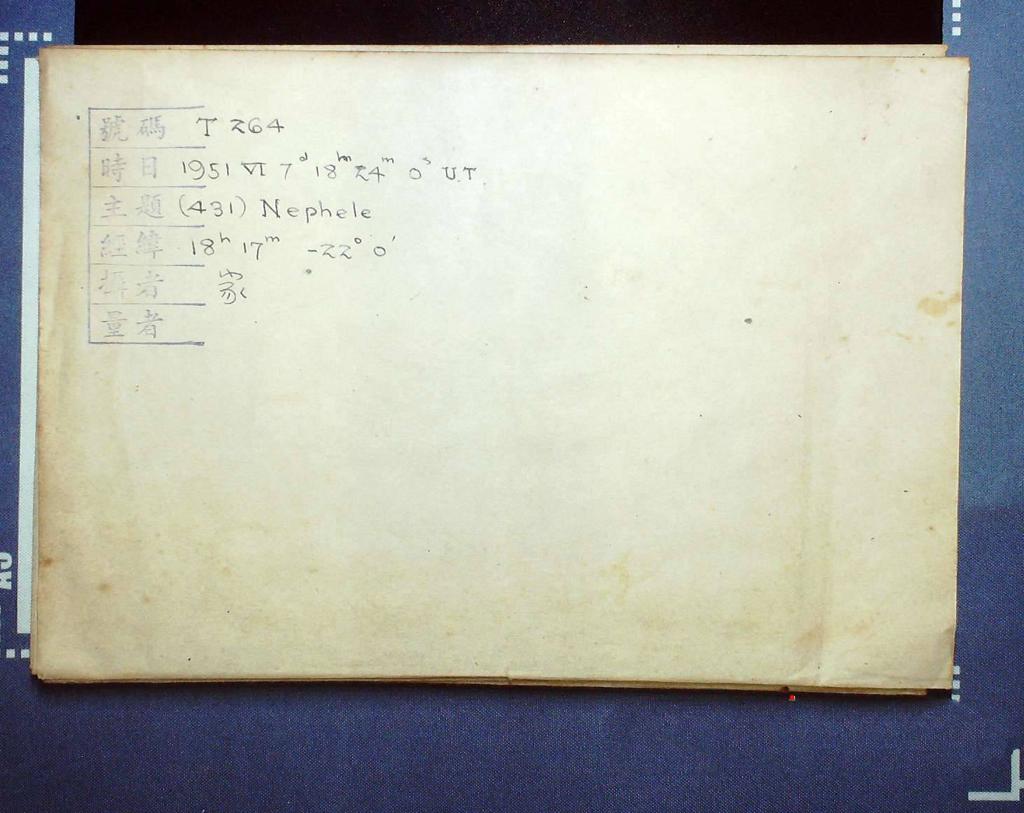 號碼 T 264
時日 1951 VI 7ᵈ 18ʰ 24ᵐ 0ˢ U.T.
主題 (431) Nephele
經緯 18ʰ 17ᵐ -22° 0′
攝者
量者